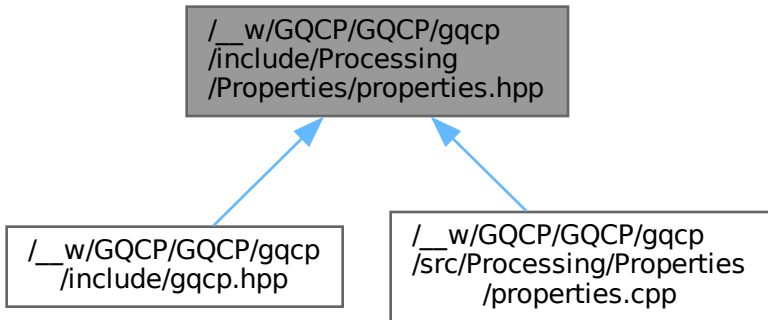 /__w/GQCP/GQCP/gqcp
/include/Processing
/Properties/properties.hpp
/__w/GQCP/GQCP/gqcp
/include/gqcp.hpp
/__w/GQCP/GQCP/gqcp
/src/Processing/Properties
/properties.cpp